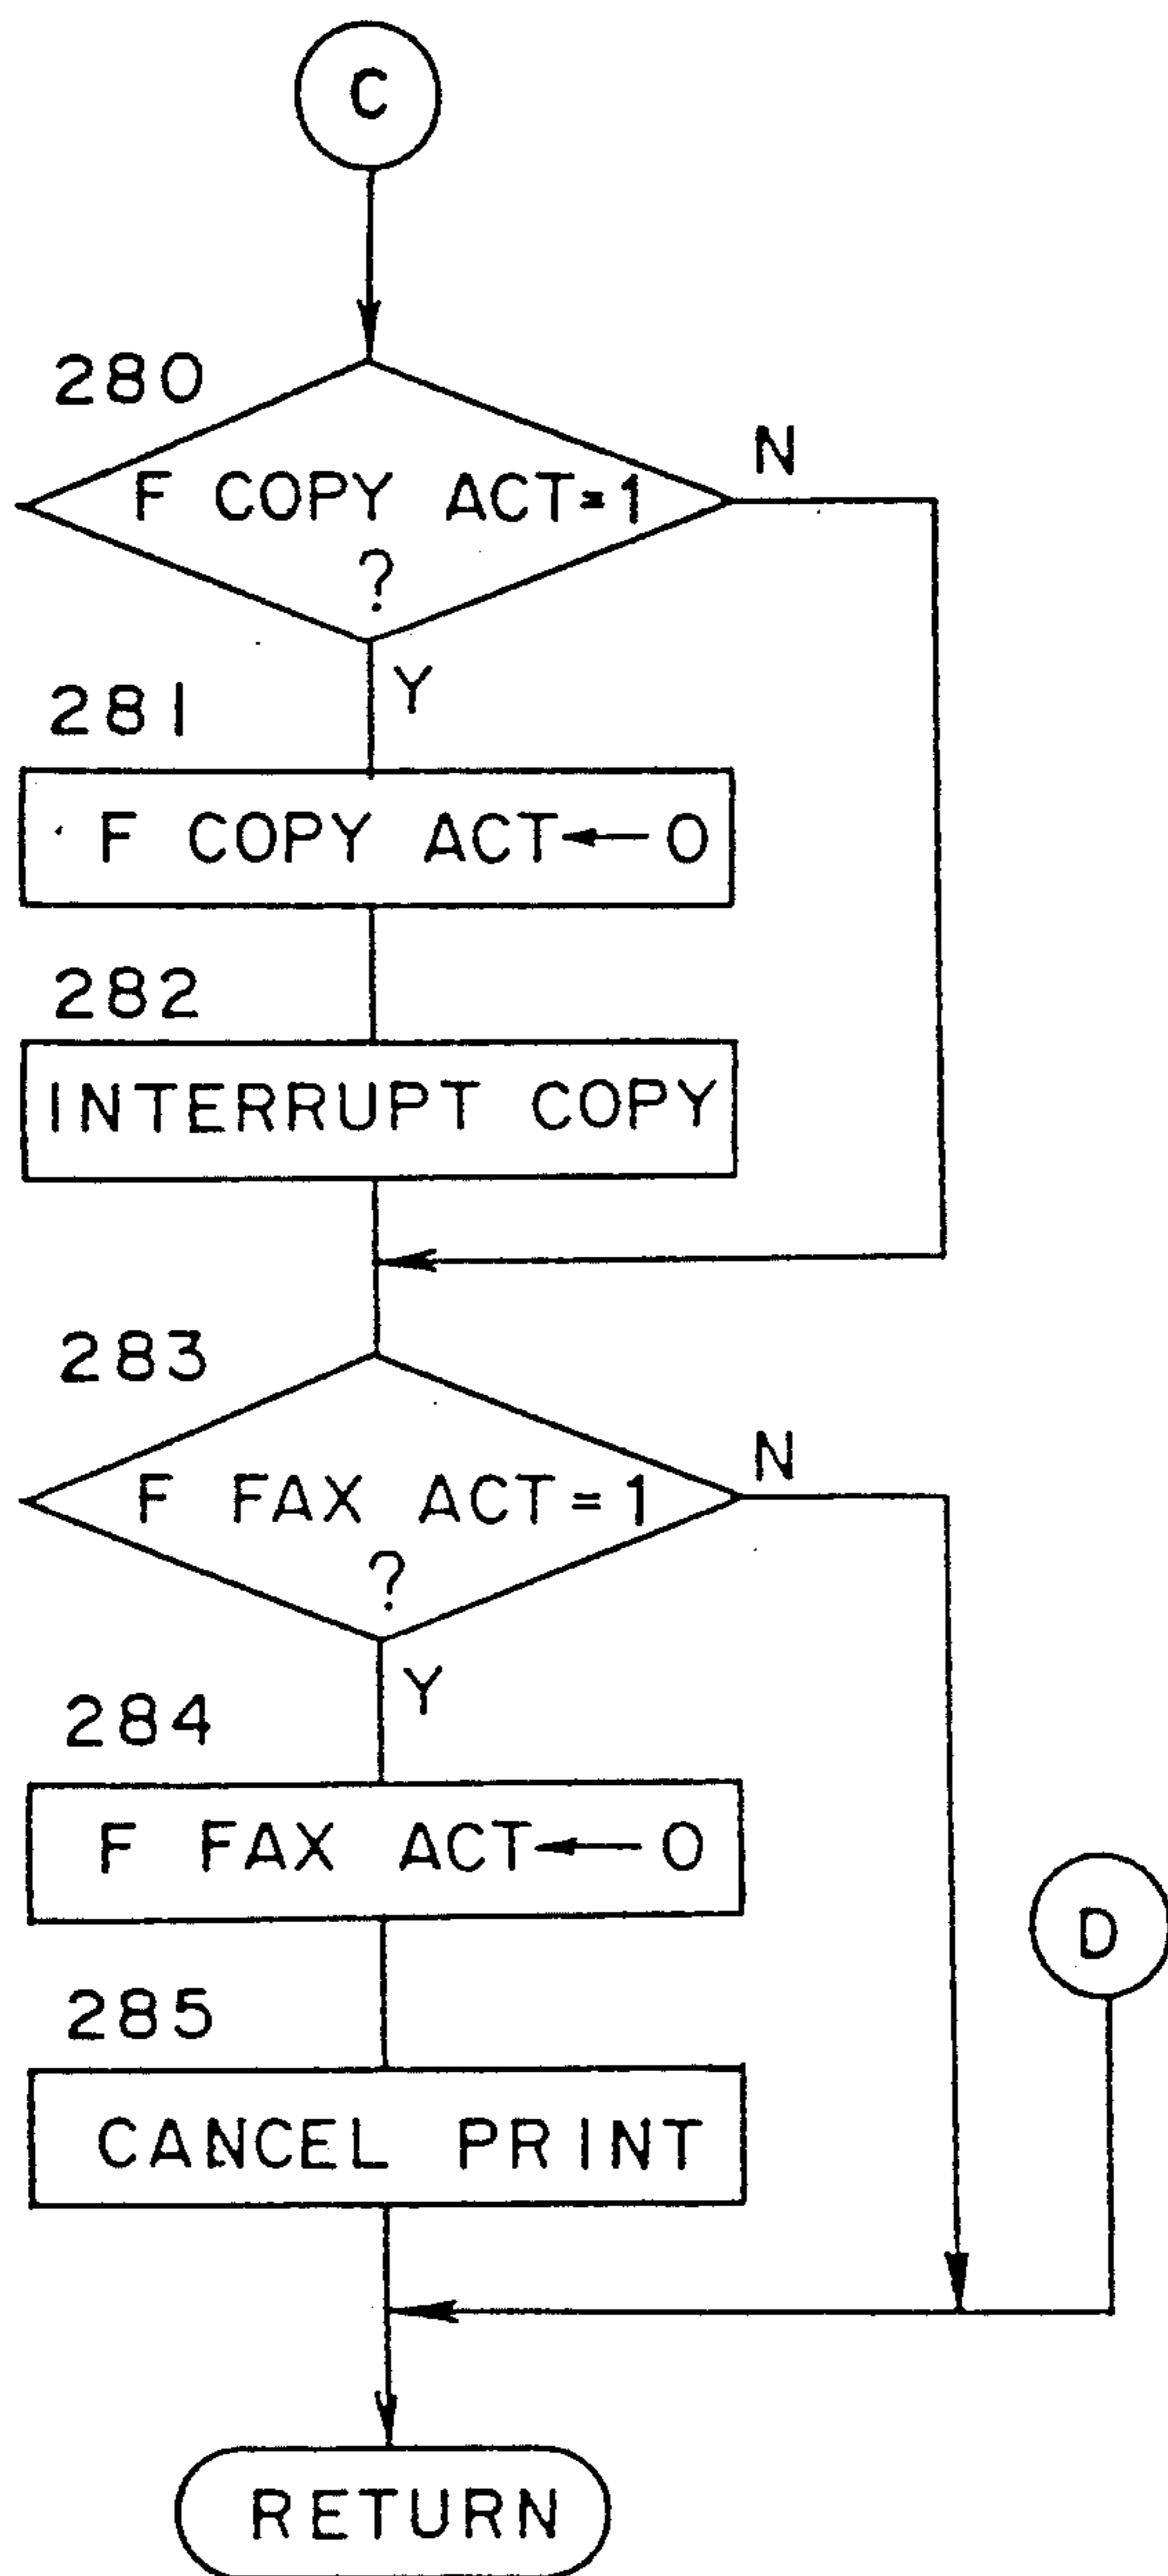 C
280
F COPY ACT=1
?
N
Y
281
F COPY ACT←0
282
INTERRUPT COPY
283
F FAX ACT=1
?
N
Y
284
F FAX ACT←0
D
285
CANCEL PRINT
RETURN